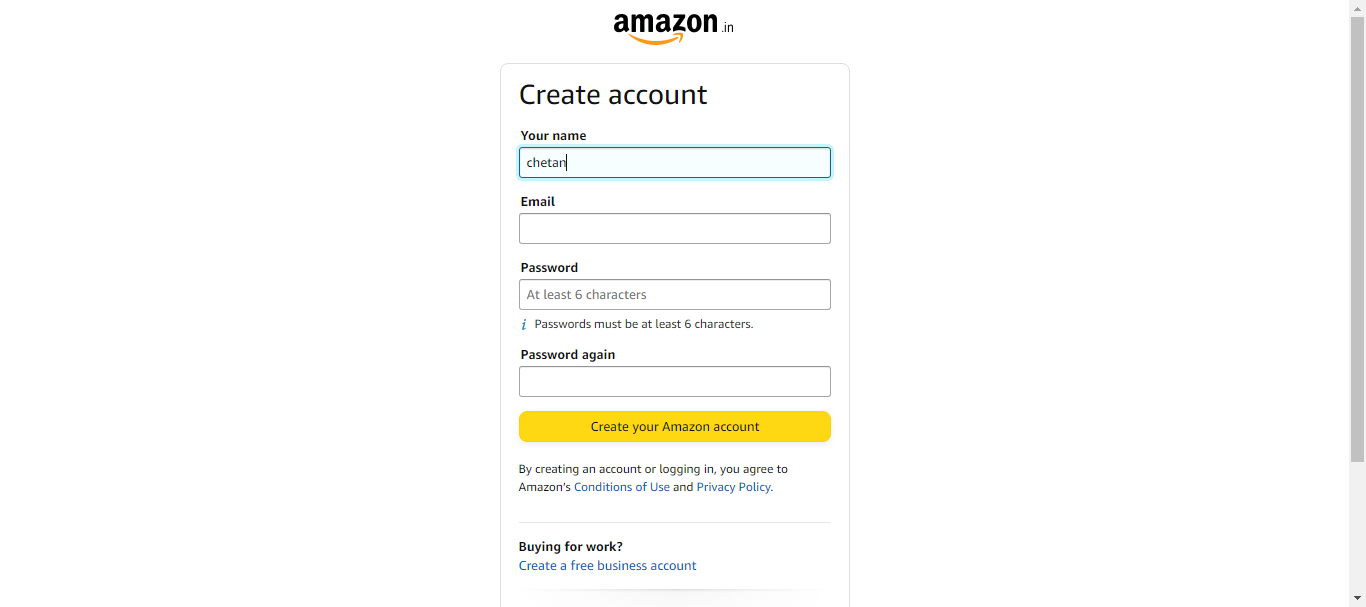 amazon.in
Create account
Your name
chetan
Email
Password
At least 6 characters
i Passwords must be at least 6 characters.
Password again
Create your Amazon account
By creating an account or logging in, you agree to
Amazon's Conditions of Use and Privacy Policy.
Buying for work?
Create a free business account